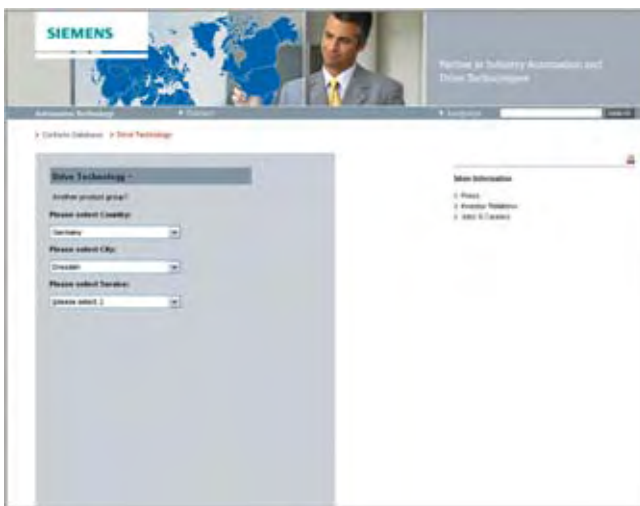 SIEMENS
Partner in Industry Automation and
Drive Technologies
Automation Technology
Contact
Contacts Database
Drive Technology
Drive Technology
Another product group?
Please select Country:
Germany
Please select City:
Dresden
Please select Service:
(please select )
More Information
Press
Investor Relations
Jobs & Careers